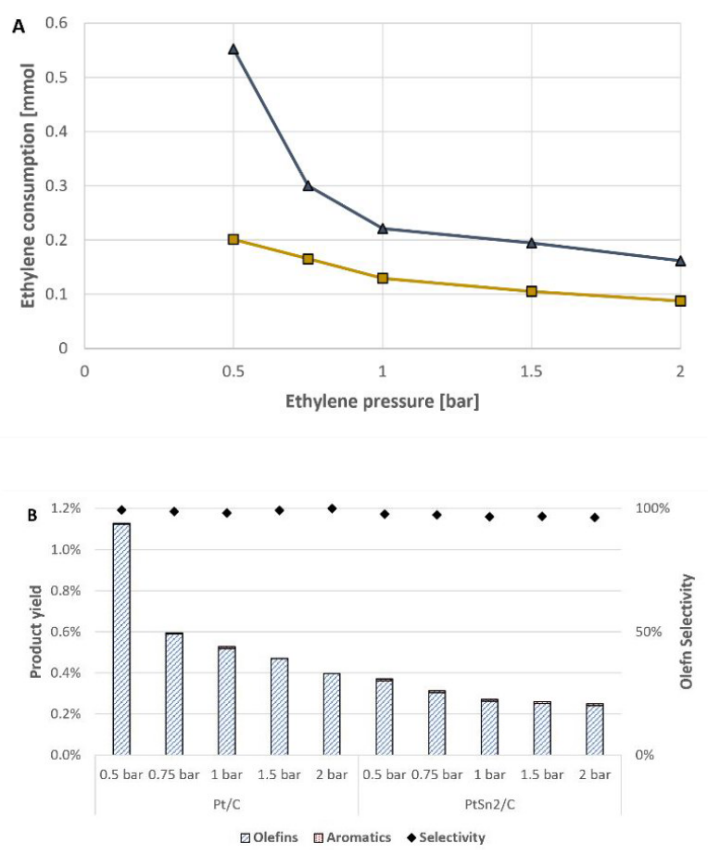 A
0.6
0.5
0.4
0.3
0.2
0.1
0
Ethylene consumption [mmol
0 0.5 1 1.5 2
Ethylene pressure [bar]
B
1.2%
1.0%
0.8%
0.6%
0.4%
0.2%
0.0%
Product yield
100%
50%
0%
Olefn Selectivity
0.5 bar 0.75 bar 1 bar 1.5 bar 2 bar 0.5 bar 0.75 bar 1 bar 1.5 bar 2 bar
Pt/C PtSn2/C
Olefins Aromatics Selectivity